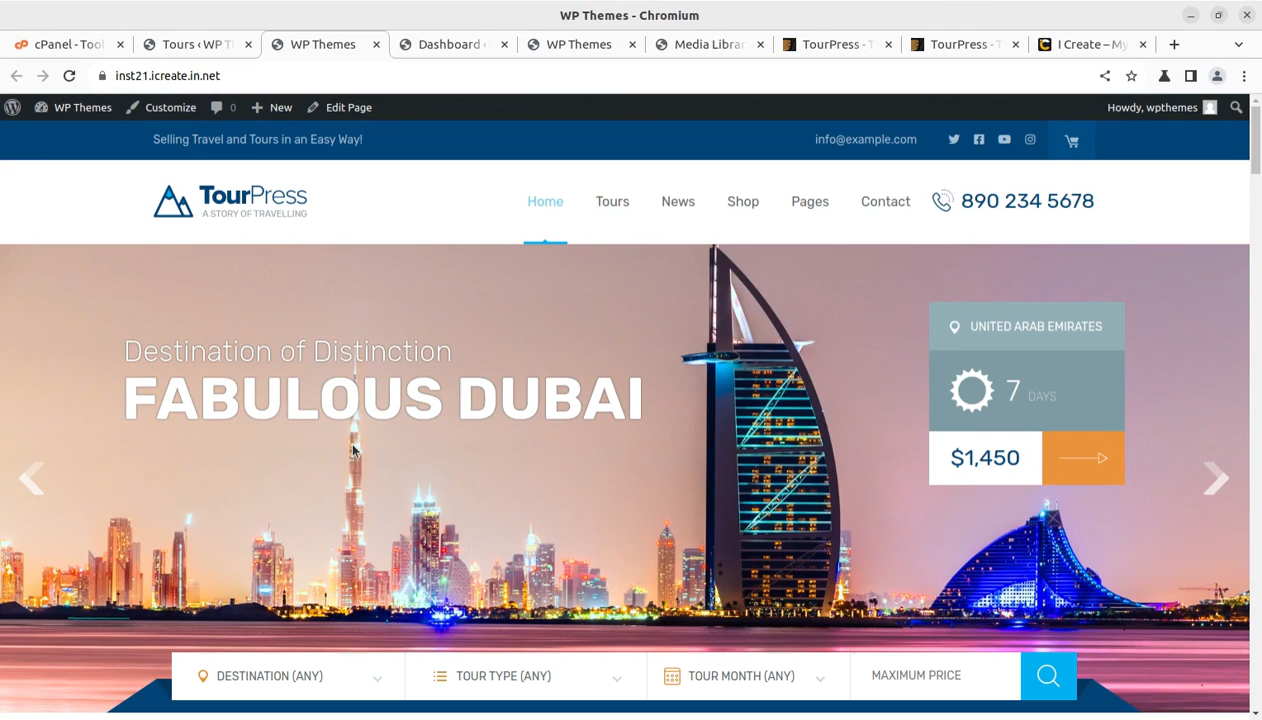 WP Themes - Chromium
cPanel - Tool
Tours ‹ WP T
WP Themes
Dashboard ‹
WP Themes
Media Librar
TourPress - T
TourPress - T
I Create – My
inst21.icreate.in.net
WP Themes
Customize
0
New
Edit Page
Howdy, wpthemes
Selling Travel and Tours in an Easy Way!
info@example.com
TourPress
A STORY OF TRAVELLING
Home
Tours
News
Shop
Pages
Contact
890 234 5678
Destination of Distinction
FABULOUS DUBAI
UNITED ARAB EMIRATES
7 DAYS
$1,450
DESTINATION (ANY)
TOUR TYPE (ANY)
TOUR MONTH (ANY)
MAXIMUM PRICE